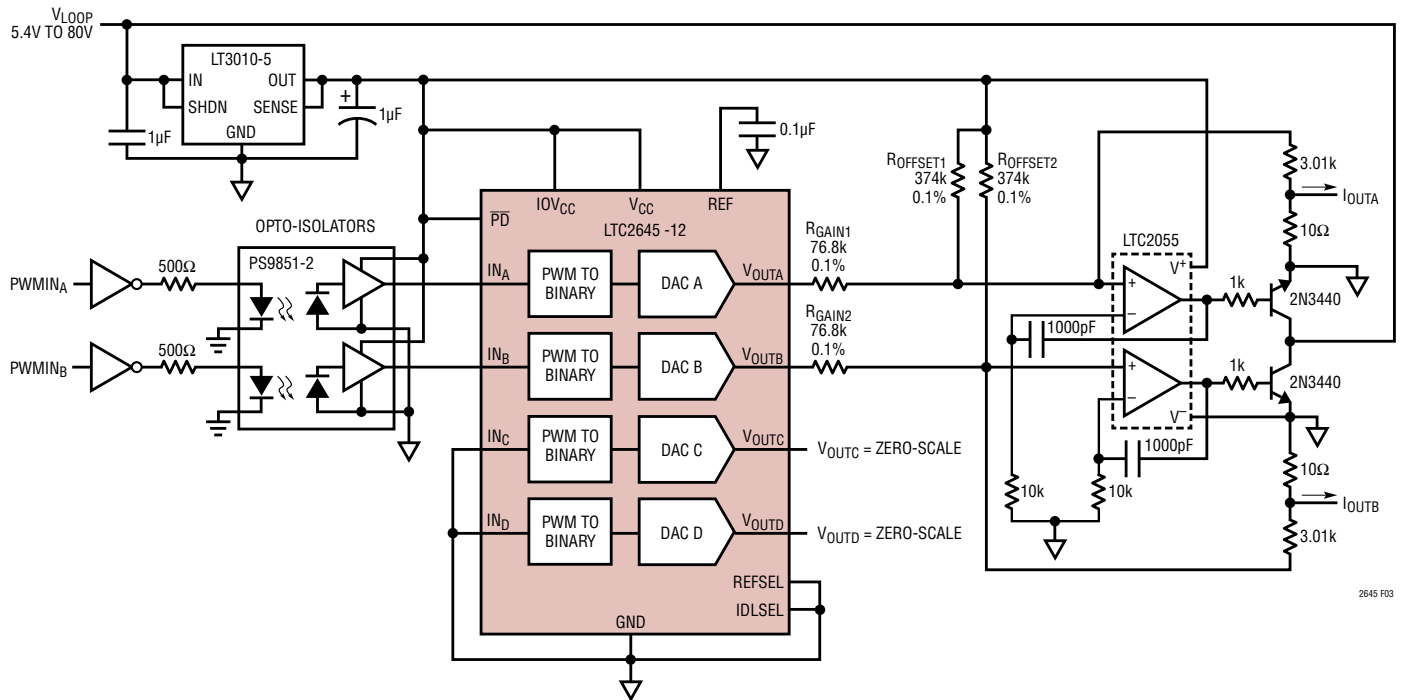 VLOOP
5.4V TO 80V
LT3010-5
IN
OUT
SHDN
SENSE
GND
1µF
+
1µF
0.1µF
ROFFSET1
374k
0.1%
ROFFSET2
374k
0.1%
3.01k
IOUTA
10Ω
OPTO-ISOLATORS
PS9851-2
PD
IOVCC
VCC
REF
LTC2645 -12
PWMINA
500Ω
INA
PWM TO
BINARY
DAC A
VOUTA
RGAIN1
76.8k
0.1%
LTC2055
V+
+
–
1k
2N3440
1000pF
PWMINB
500Ω
INB
PWM TO
BINARY
DAC B
VOUTB
RGAIN2
76.8k
0.1%
+
–
V–
1k
2N3440
1000pF
INC
PWM TO
BINARY
DAC C
VOUTC
VOUTC = ZERO-SCALE
10k
10k
10Ω
IOUTB
3.01k
IND
PWM TO
BINARY
DAC D
VOUTD
VOUTD = ZERO-SCALE
REFSEL
IDLSEL
GND
2645 F03